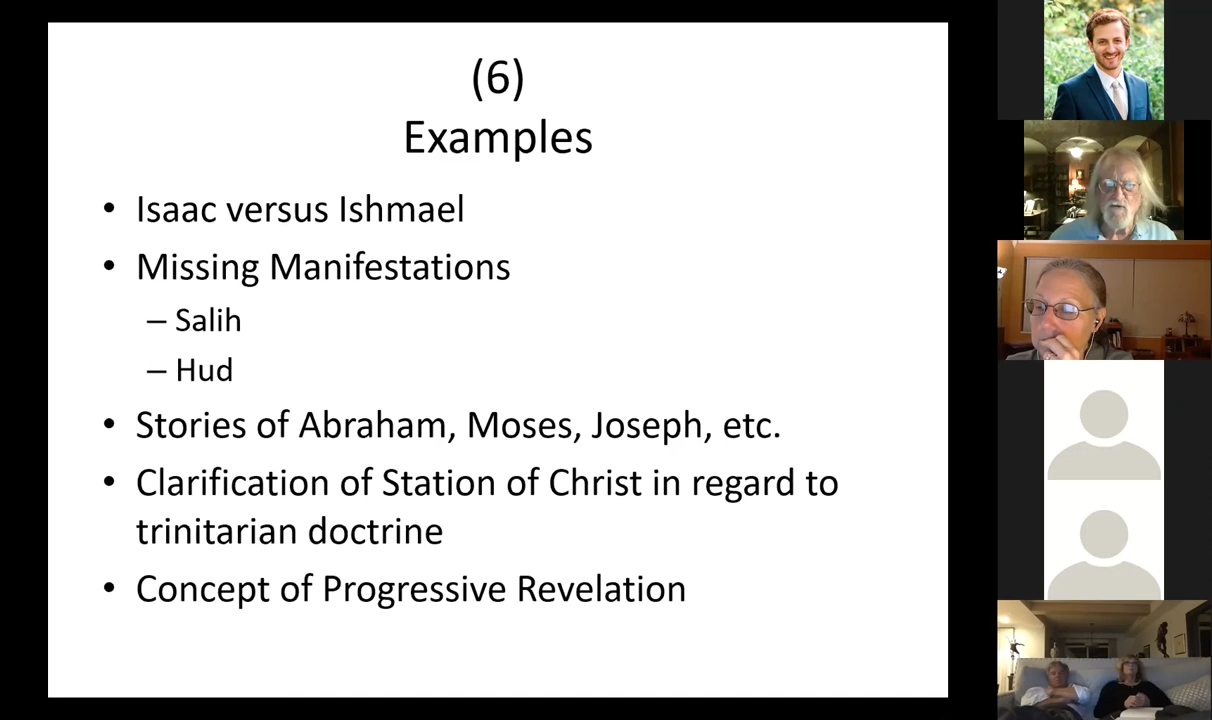 (6)
Examples
• Isaac versus Ishmael
• Missing Manifestations
– Salih
– Hud
• Stories of Abraham, Moses, Joseph, etc.
• Clarification of Station of Christ in regard to
trinitarian doctrine
• Concept of Progressive Revelation